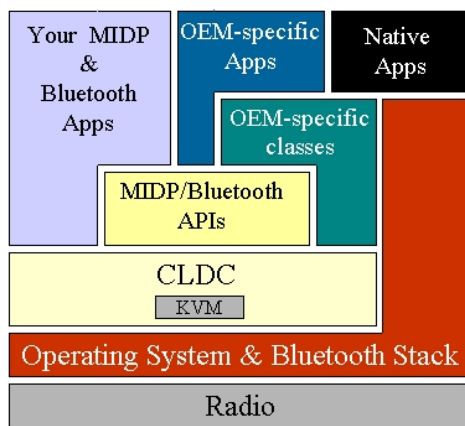 Your MIDP
&
Bluetooth
Apps
OEM-specific
Apps
Native
Apps
OEM-specific
classes
MIDP/Bluetooth
APIs
CLDC
KVM
Operating System & Bluetooth Stack
Radio